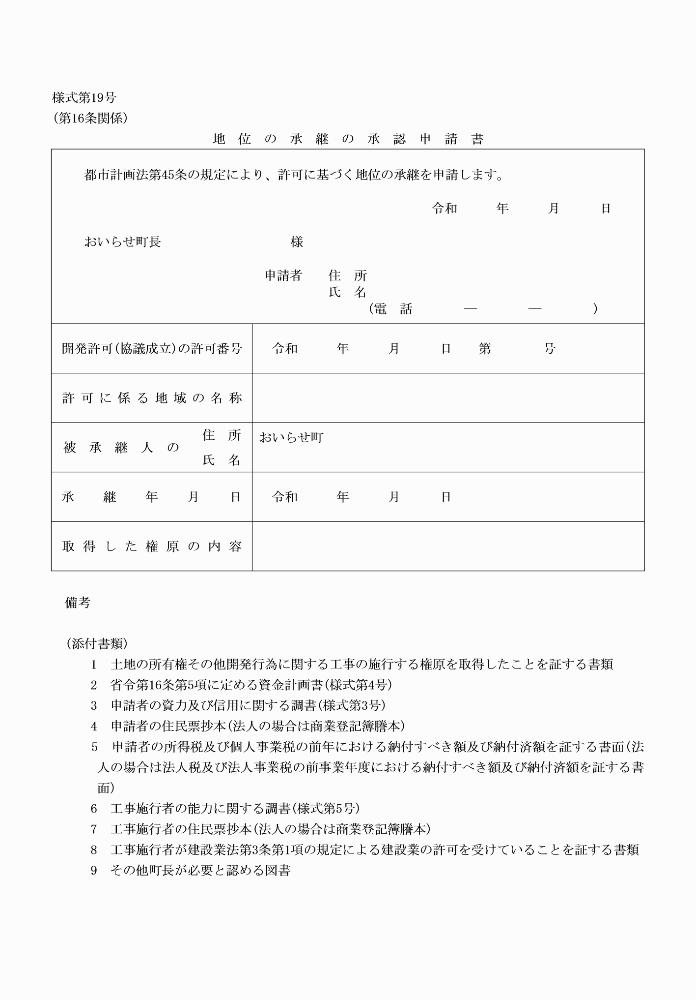 様式第19号
（第16条関係）
地位の承継の承認申請書
都市計画法第45条の規定により、許可に基づく地位の承継を申請します。
令和　　　年　　　月　　　日
おいらせ町長　　　　　　　　　　様
申請者　　住　所
氏　名
（電　話　　　　―　　　　―　　　　）
開発許可（協議成立）の許可番号　　令和　　　年　　　月　　　日　　第　　　　号
許可に係る地域の名称
被承継人の　住　所　おいらせ町
氏　名
承継年月日　　令和　　　年　　　月　　　日
取得した権原の内容
備考
（添付書類）
1　土地の所有権その他開発行為に関する工事の施行する権原を取得したことを証する書類
2　省令第16条第5項に定める資金計画書（様式第4号）
3　申請者の資力及び信用に関する調書（様式第3号）
4　申請者の住民票抄本（法人の場合は商業登記簿謄本）
5　申請者の所得税及び個人事業税の前年における納付すべき額及び納付済額を証する書面（法
人の場合は法人税及び法人事業税の前事業年度における納付すべき額及び納付済額を証する書
面）
6　工事施行者の能力に関する調書（様式第5号）
7　工事施行者の住民票抄本（法人の場合は商業登記簿謄本）
8　工事施行者が建設業法第3条第1項の規定による建設業の許可を受けていることを証する書類
9　その他町長が必要と認める図書